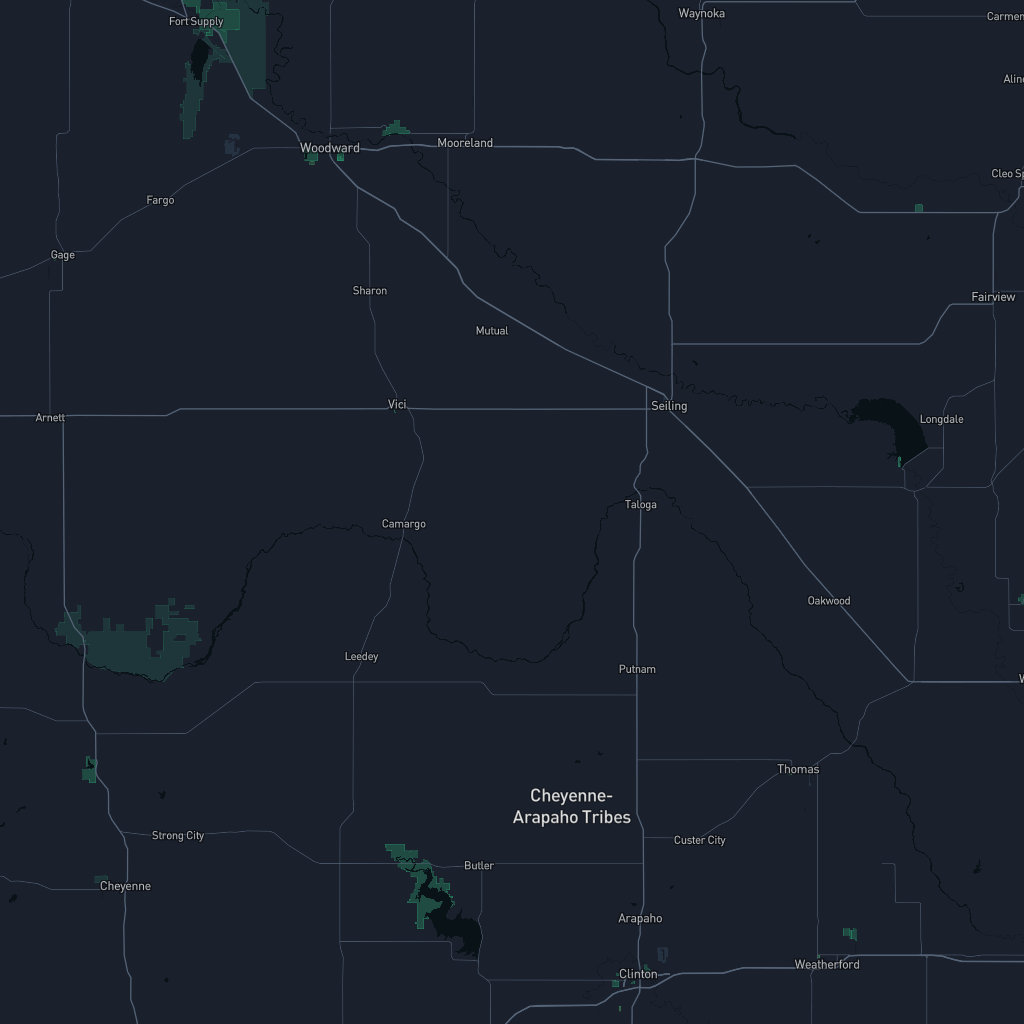 Waynoka
Carmen
Fort Supply
Aline
Woodward
Mooreland
Cleo Sp
Fargo
Gage
Sharon
Fairview
Mutual
Vici
Seiling
Arnett
Longdale
Taloga
Camargo
Oakwood
Leedey
Putnam
W
Thomas
Cheyenne-
Arapaho Tribes
Strong City
Custer City
Butler
Cheyenne
Arapaho
Weatherford
Clinton